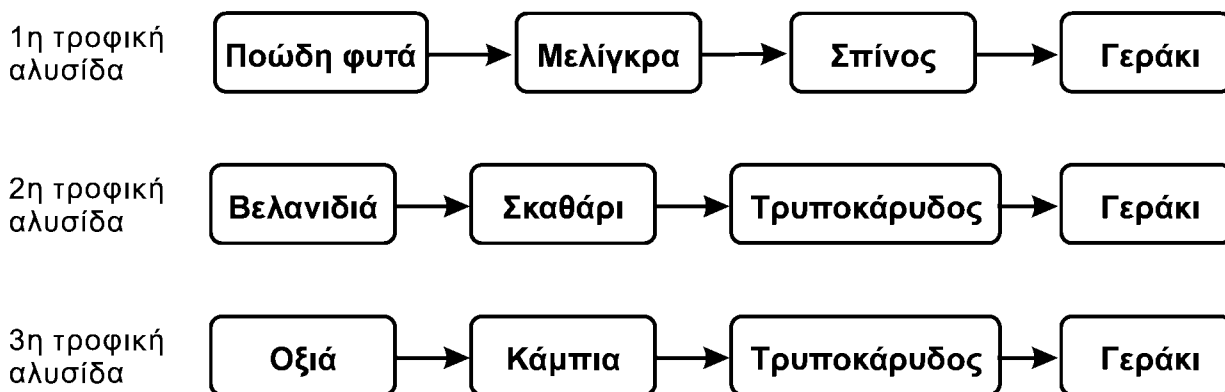 1η τροφική
αλυσίδα
Ποώδη φυτά Μελίγκρα Σπίνος Γεράκι
2η τροφική
αλυσίδα
Βελανιδιά Σκαθάρι Τρυποκάρυδος Γεράκι
3η τροφική
αλυσίδα
Οξιά Κάμπια Τρυποκάρυδος Γεράκι